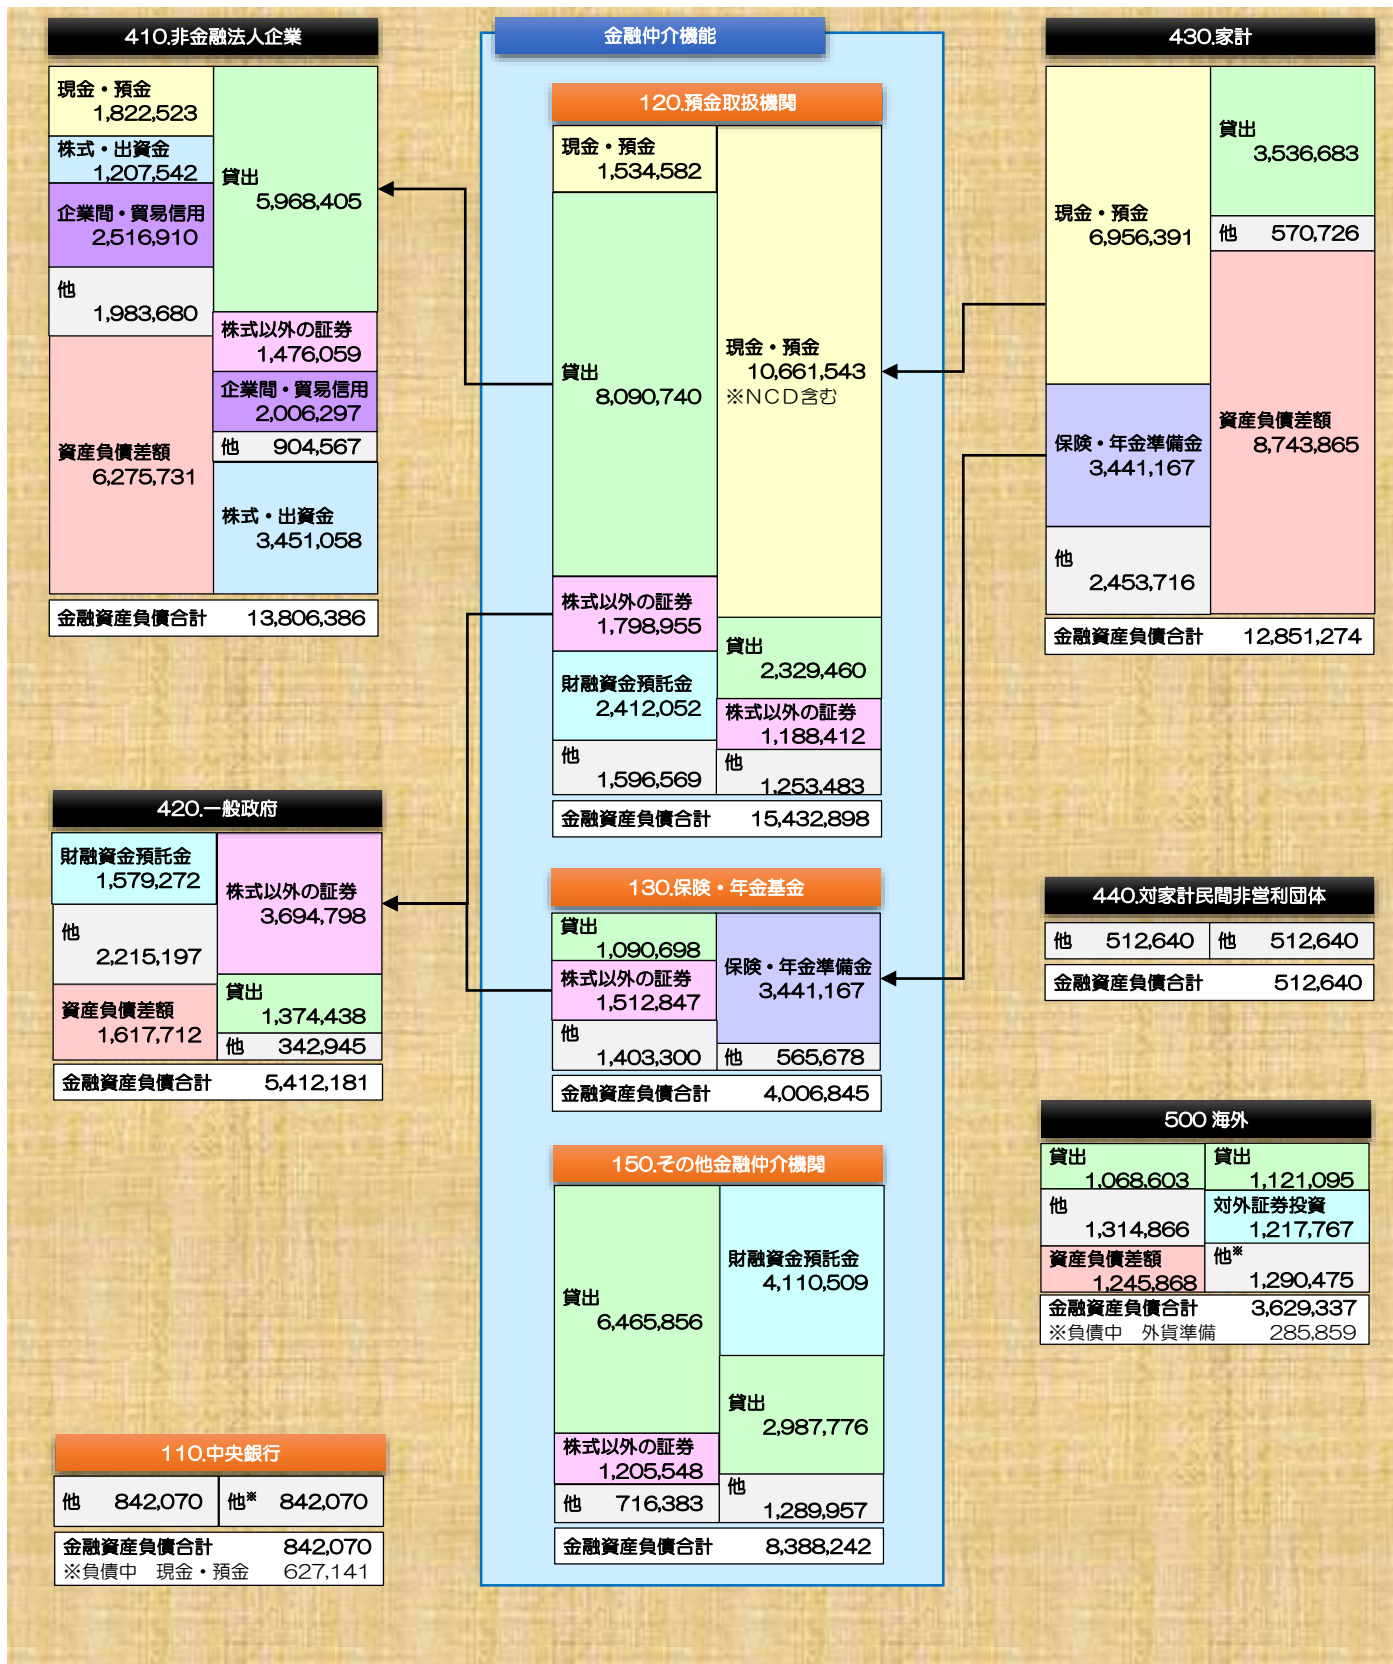 410.非金融法人企業
現金・預金
1,822,523
株式・出資金
1,207,542
企業間・貿易信用
2,516,910
他
1,983,680
資産負債差額
6,275,731
貸出
5,968,405
株式以外の証券
1,476,059
企業間・貿易信用
2,006,297
他 904,567
株式・出資金
3,451,058
金融資産負債合計 13,806,386
420.一般政府
財融資金預託金
1,579,272
他
2,215,197
資産負債差額
1,617,712
株式以外の証券
3,694,798
貸出
1,374,438
他 342,945
金融資産負債合計 5,412,181
110.中央銀行
他 842,070
他※ 842,070
金融資産負債合計 842,070
※負債中 現金・預金 627,141
金融仲介機能
120.預金取扱機関
現金・預金
1,534,582
貸出
8,090,740
株式以外の証券
1,798,955
財融資金預託金
2,412,052
他
1,596,569
現金・預金
10,661,543
※NCD含む
貸出
2,329,460
株式以外の証券
1,188,412
他
1,253,483
金融資産負債合計 15,432,898
130.保険・年金基金
貸出
1,090,698
株式以外の証券
1,512,847
他
1,403,300
保険・年金準備金
3,441,167
他 565,678
金融資産負債合計 4,006,845
150.その他金融仲介機関
貸出
6,465,856
株式以外の証券
1,205,548
他 716,383
財融資金預託金
4,110,509
貸出
2,987,776
他
1,289,957
金融資産負債合計 8,388,242
430.家計
現金・預金
6,956,391
保険・年金準備金
3,441,167
他
2,453,716
貸出
3,536,683
他 570,726
資産負債差額
8,743,865
金融資産負債合計 12,851,274
440.対家計民間非営利団体
他 512,640
他 512,640
金融資産負債合計 512,640
500 海外
貸出
1,068,603
他
1,314,866
資産負債差額
1,245,868
貸出
1,121,095
対外証券投資
1,217,767
他※
1,290,475
金融資産負債合計 3,629,337
※負債中 外貨準備 285,859